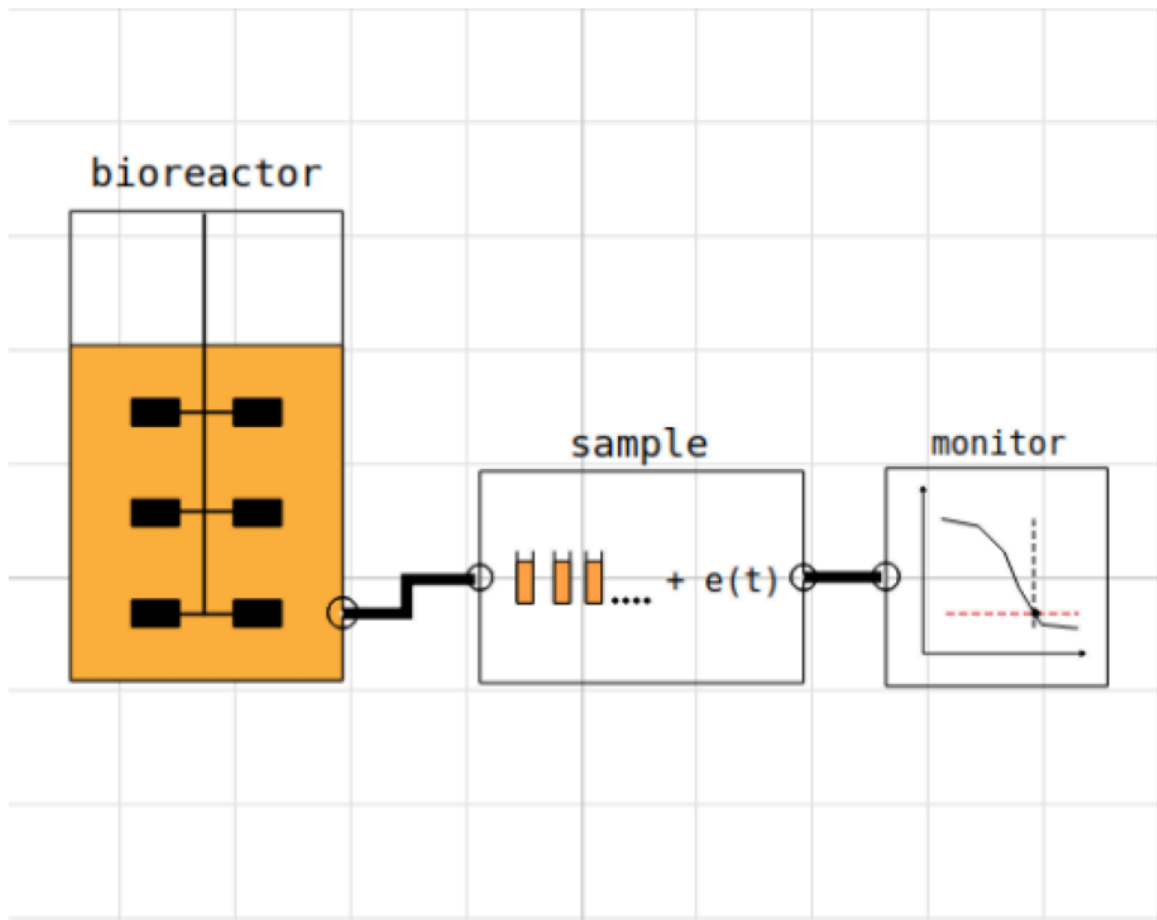 bioreactor
sample
monitor
.... + e(t)